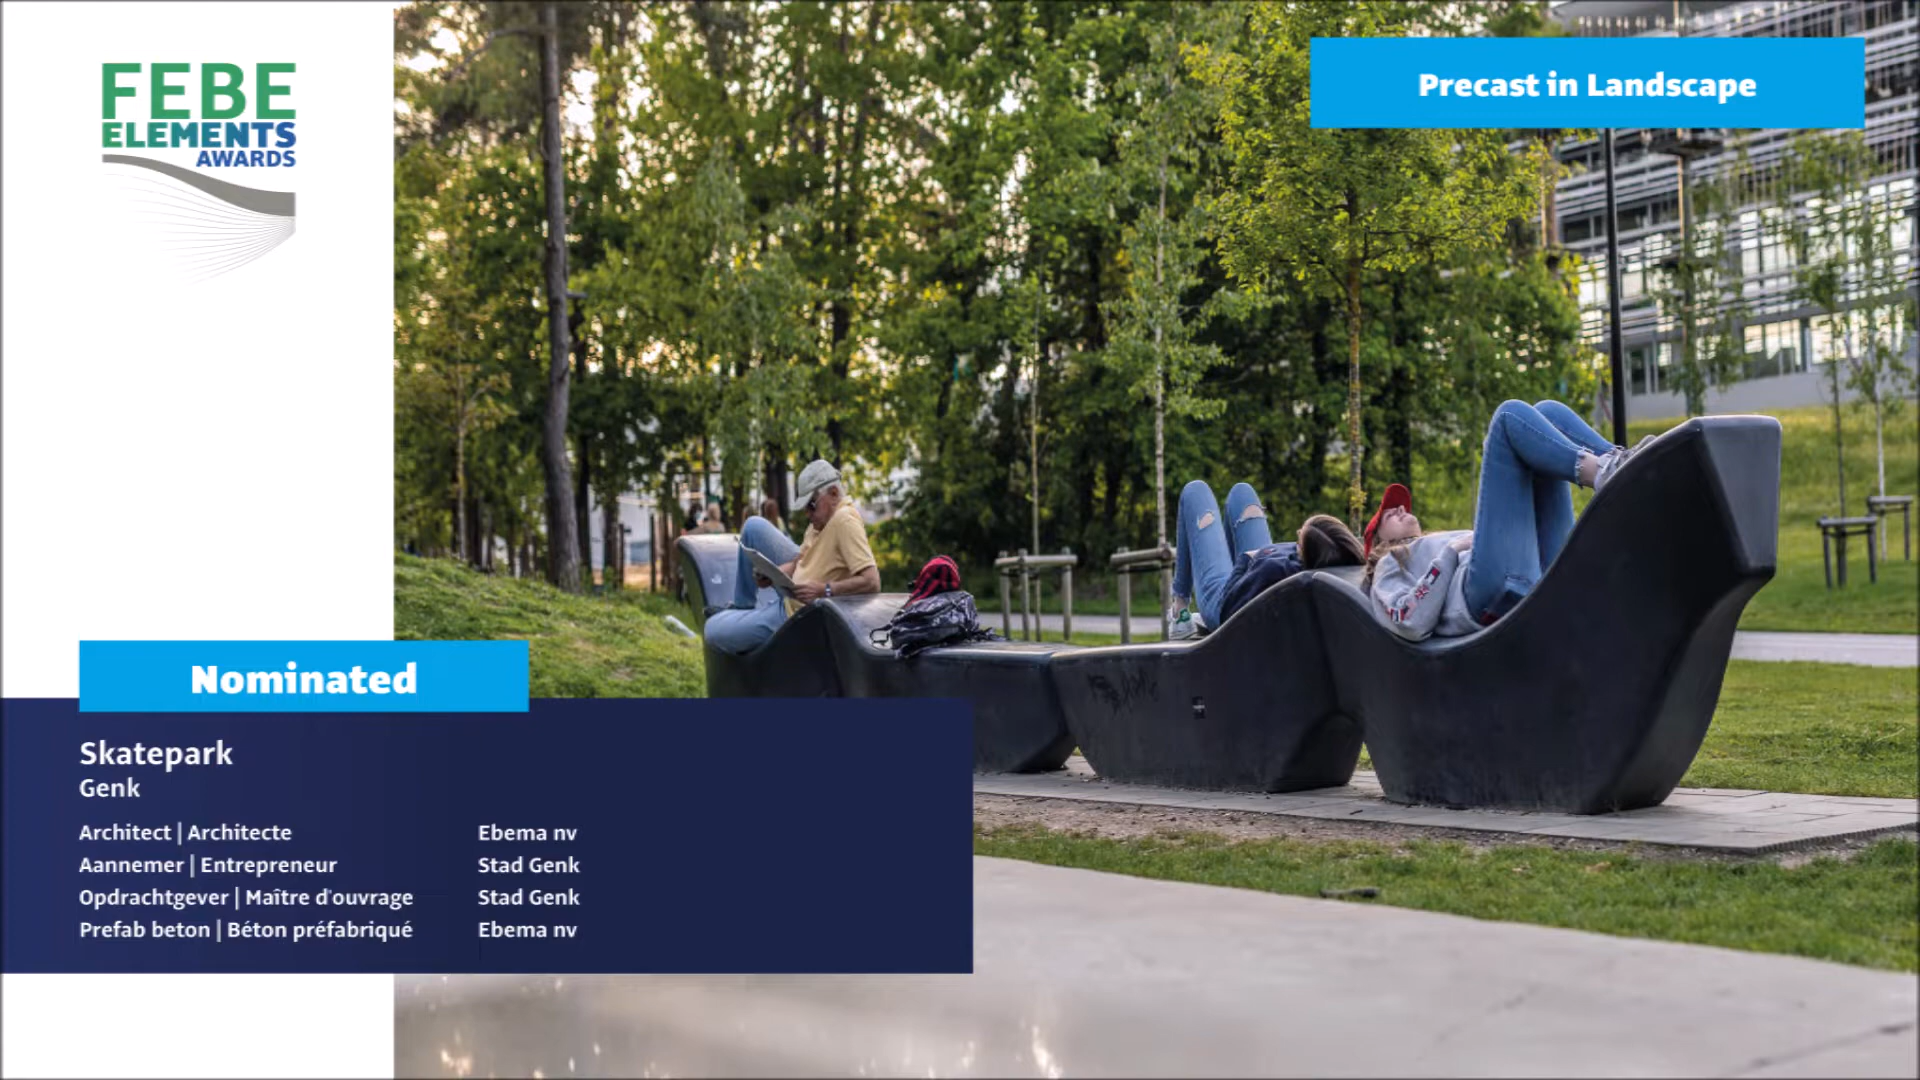 FEBE
ELEMENTS
AWARDS
Precast in Landscape
Nominated
Skatepark
Genk
Architect | Architecte Ebema nv
Aannemer | Entrepreneur Stad Genk
Opdrachtgever | Maître d'ouvrage Stad Genk
Prefab beton | Béton préfabriqué Ebema nv